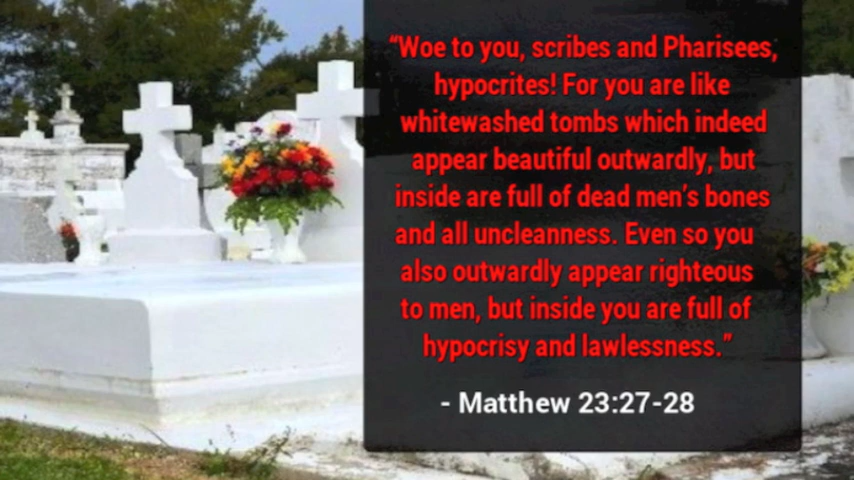 “Woe to you, scribes and Pharisees,
hypocrites! For you are like
whitewashed tombs which indeed
appear beautiful outwardly, but
inside are full of dead men’s bones
and all uncleanness. Even so you
also outwardly appear righteous
to men, but inside you are full of
hypocrisy and lawlessness.”
- Matthew 23:27-28